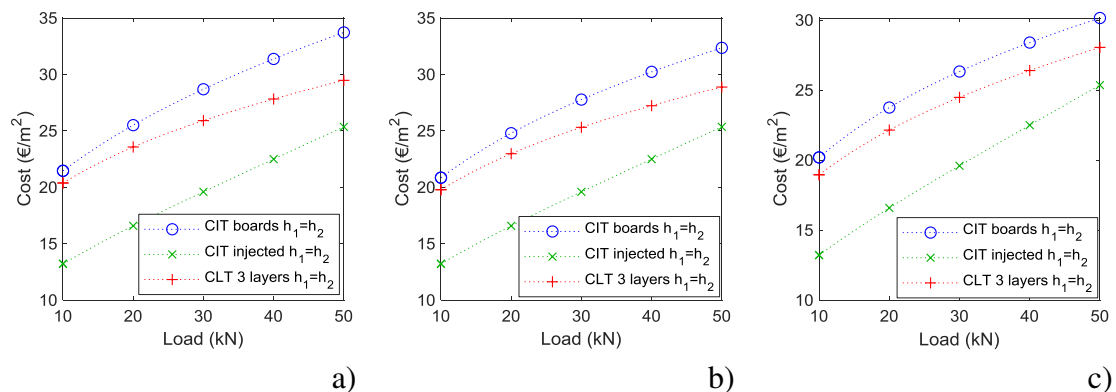 35
30
25
20
15
10
Cost (€/m²)
CIT boards h₁=h₂
CIT injected h₁=h₂
CLT 3 layers h₁=h₂
10 20 30 40 50
Load (kN)
a)
35
30
25
20
15
10
Cost (€/m²)
CIT boards h₁=h₂
CIT injected h₁=h₂
CLT 3 layers h₁=h₂
10 20 30 40 50
Load (kN)
b)
30
25
20
15
10
Cost (€/m²)
CIT boards h₁=h₂
CIT injected h₁=h₂
CLT 3 layers h₁=h₂
10 20 30 40 50
Load (kN)
c)